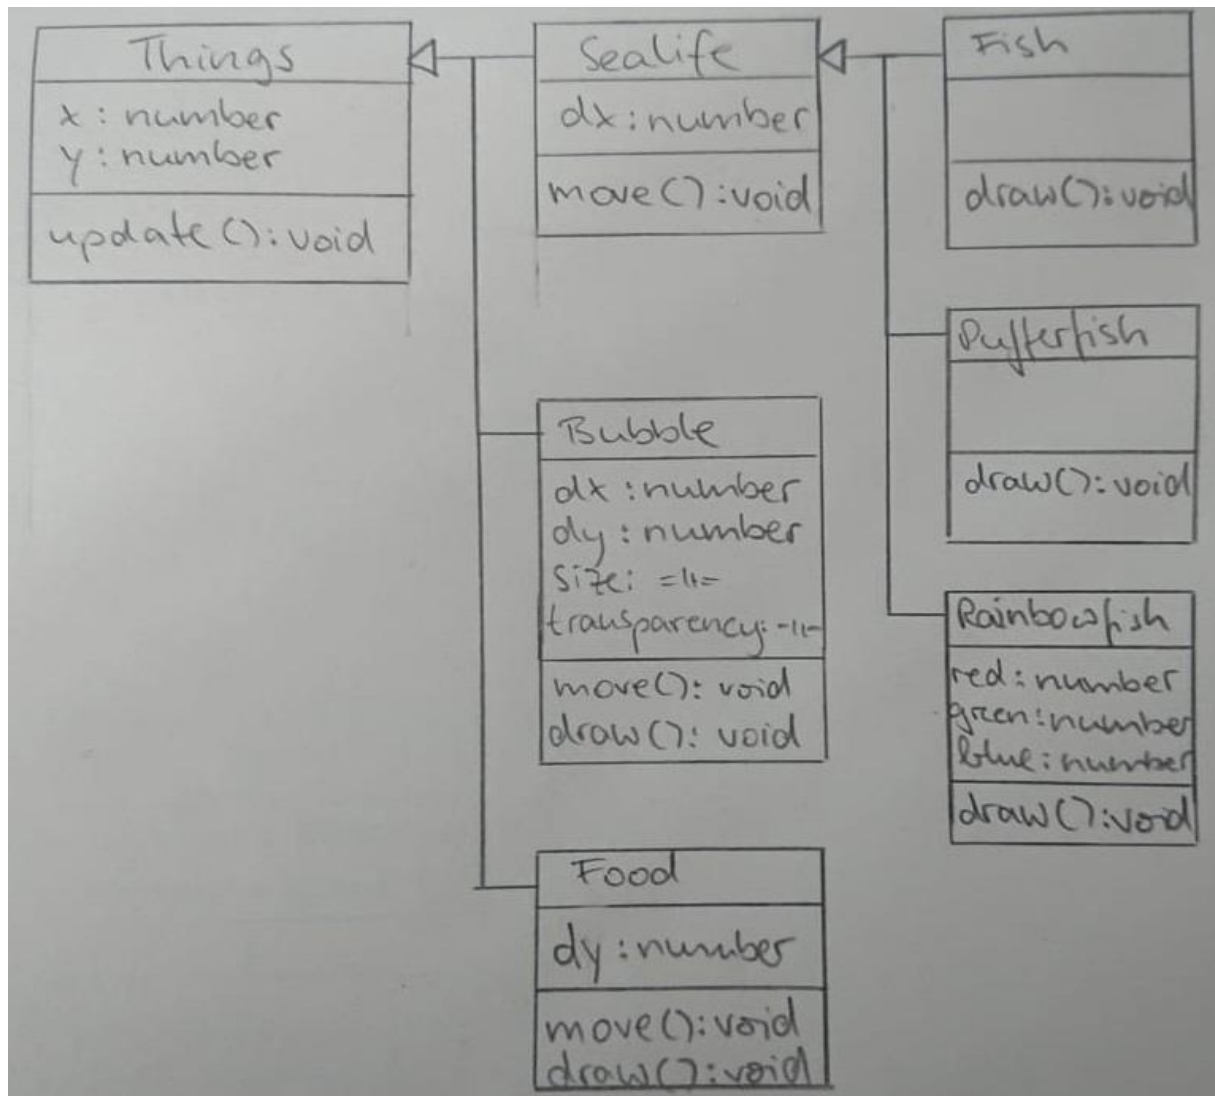 Things
x : number
y : number
update () : void
Sealife
dx : number
move () : void
Fish
draw() : void
Pufferfish
draw() : void
Rainbowfish
red : number
green : number
blue : number
draw () : void
Bubble
dx : number
dy : number
size : =11=
transparency: -11-
move() : void
draw () : void
Food
dy : number
move () : void
draw () : void